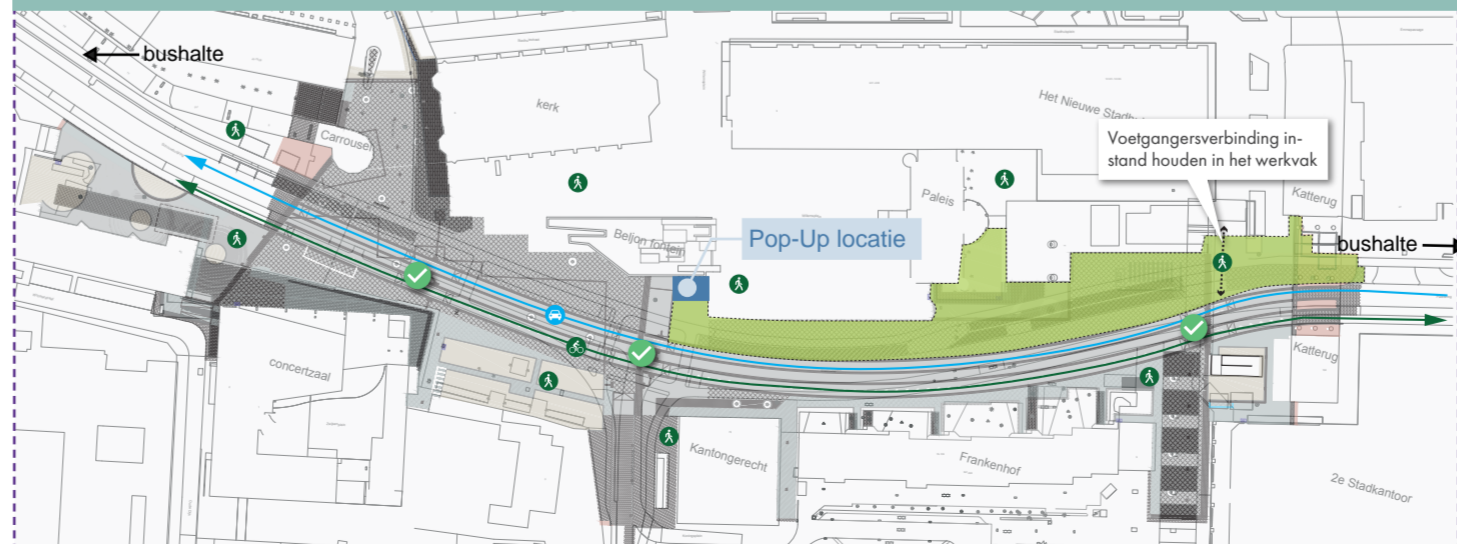 bushalte
kerk
Carrousel
Het Nieuwe Stadh
Voetgangersverbinding in-
stand houden in het werkvak
Katterug
Paleis
Beljon fontein
Pop-Up locatie
bushalte
concertzaal
Katterug
Kantongerecht
Frankenhof
2e Stadkantoor